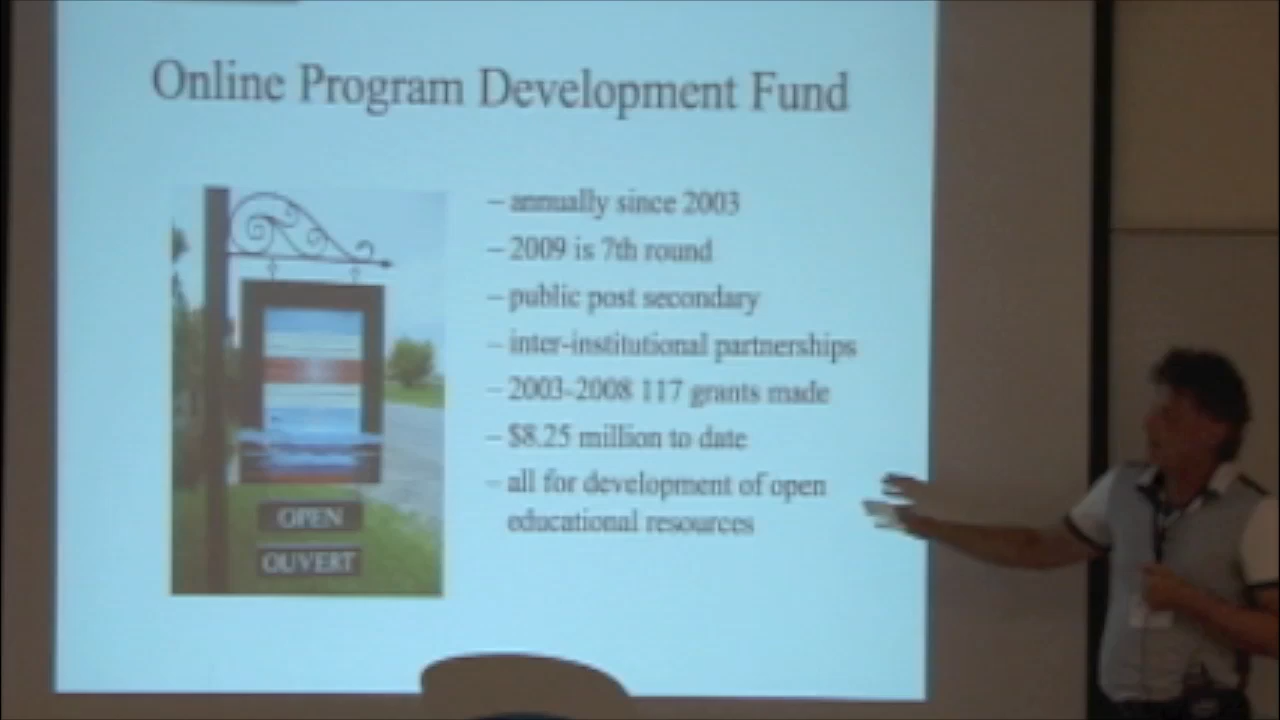 Online Program Development Fund
– annually since 2003
– 2009 is 7th round
– public post secondary
– inter-institutional partnerships
– 2003-2008 117 grants made
– $8.25 million to date
– all for development of open
educational resources
OPEN
OUVERT